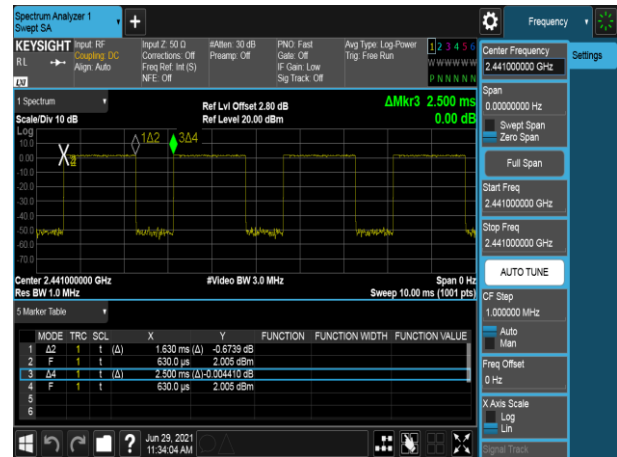 Spectrum Analyzer 1
Swept SA
Frequency
KEYSIGHT
Input: RF
Coupling: DC
Align: Auto
Input Z: 50 Ω
Corrections: Off
Freq Ref: Int (S)
NFE: Off
#Atten: 30 dB
Preamp: Off
PNO: Fast
Gate: Off
IF Gain: Low
Sig Track: Off
Avg Type: Log-Power
Trig: Free Run
1 2 3 4 5 6
W W W W W W
P N N N N N
RL
LXI
1 Spectrum
Scale/Div 10 dB
Ref Lvl Offset 2.80 dB
Ref Level 20.00 dBm
ΔMkr3 2.500 ms
0.00 dB
Log
10.0
0.00
-10.0
-20.0
-30.0
-40.0
-50.0
-60.0
-70.0
1Δ2
3Δ4
Center 2.441000000 GHz
Res BW 1.0 MHz
#Video BW 3.0 MHz
Span 0 Hz
Sweep 10.00 ms (1001 pts)
5 Marker Table
MODE TRC SCL X Y FUNCTION FUNCTION WIDTH FUNCTION VALUE
1 Δ2 1 t (Δ) 1.630 ms (Δ) -0.6739 dB
2 F 1 t 630.0 µs 2.005 dBm
3 Δ4 1 t (Δ) 2.500 ms (Δ) -0.004410 dB
4 F 1 t 630.0 µs 2.005 dBm
5
6
Jun 29, 2021
11:34:04 AM
Center Frequency
2.441000000 GHz
Settings
Span
0.00000000 Hz
Swept Span
Zero Span
Full Span
Start Freq
2.441000000 GHz
Stop Freq
2.441000000 GHz
AUTO TUNE
CF Step
1.000000 MHz
Auto
Man
Freq Offset
0 Hz
X Axis Scale
Log
Lin
Signal Track